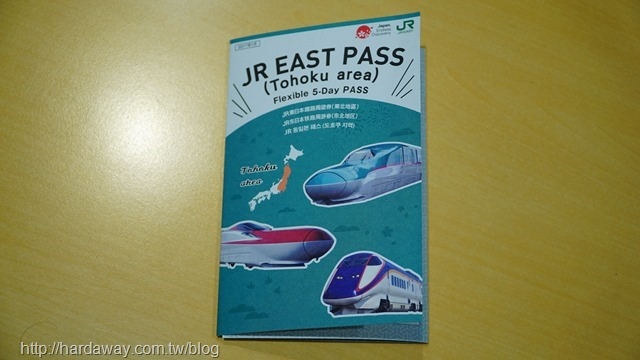 Japan.
Endless
Discovery.
JR
JR EAST PASS
(Tohoku area)
Flexible 5-Day PASS
JR東日本鐵路周遊券(東北地區)
JR东日本铁路周游券(东北地区)
JR 동일본 패스 (도호쿠 지역)
Tohoku
area
http://hardaway.com.tw/blog